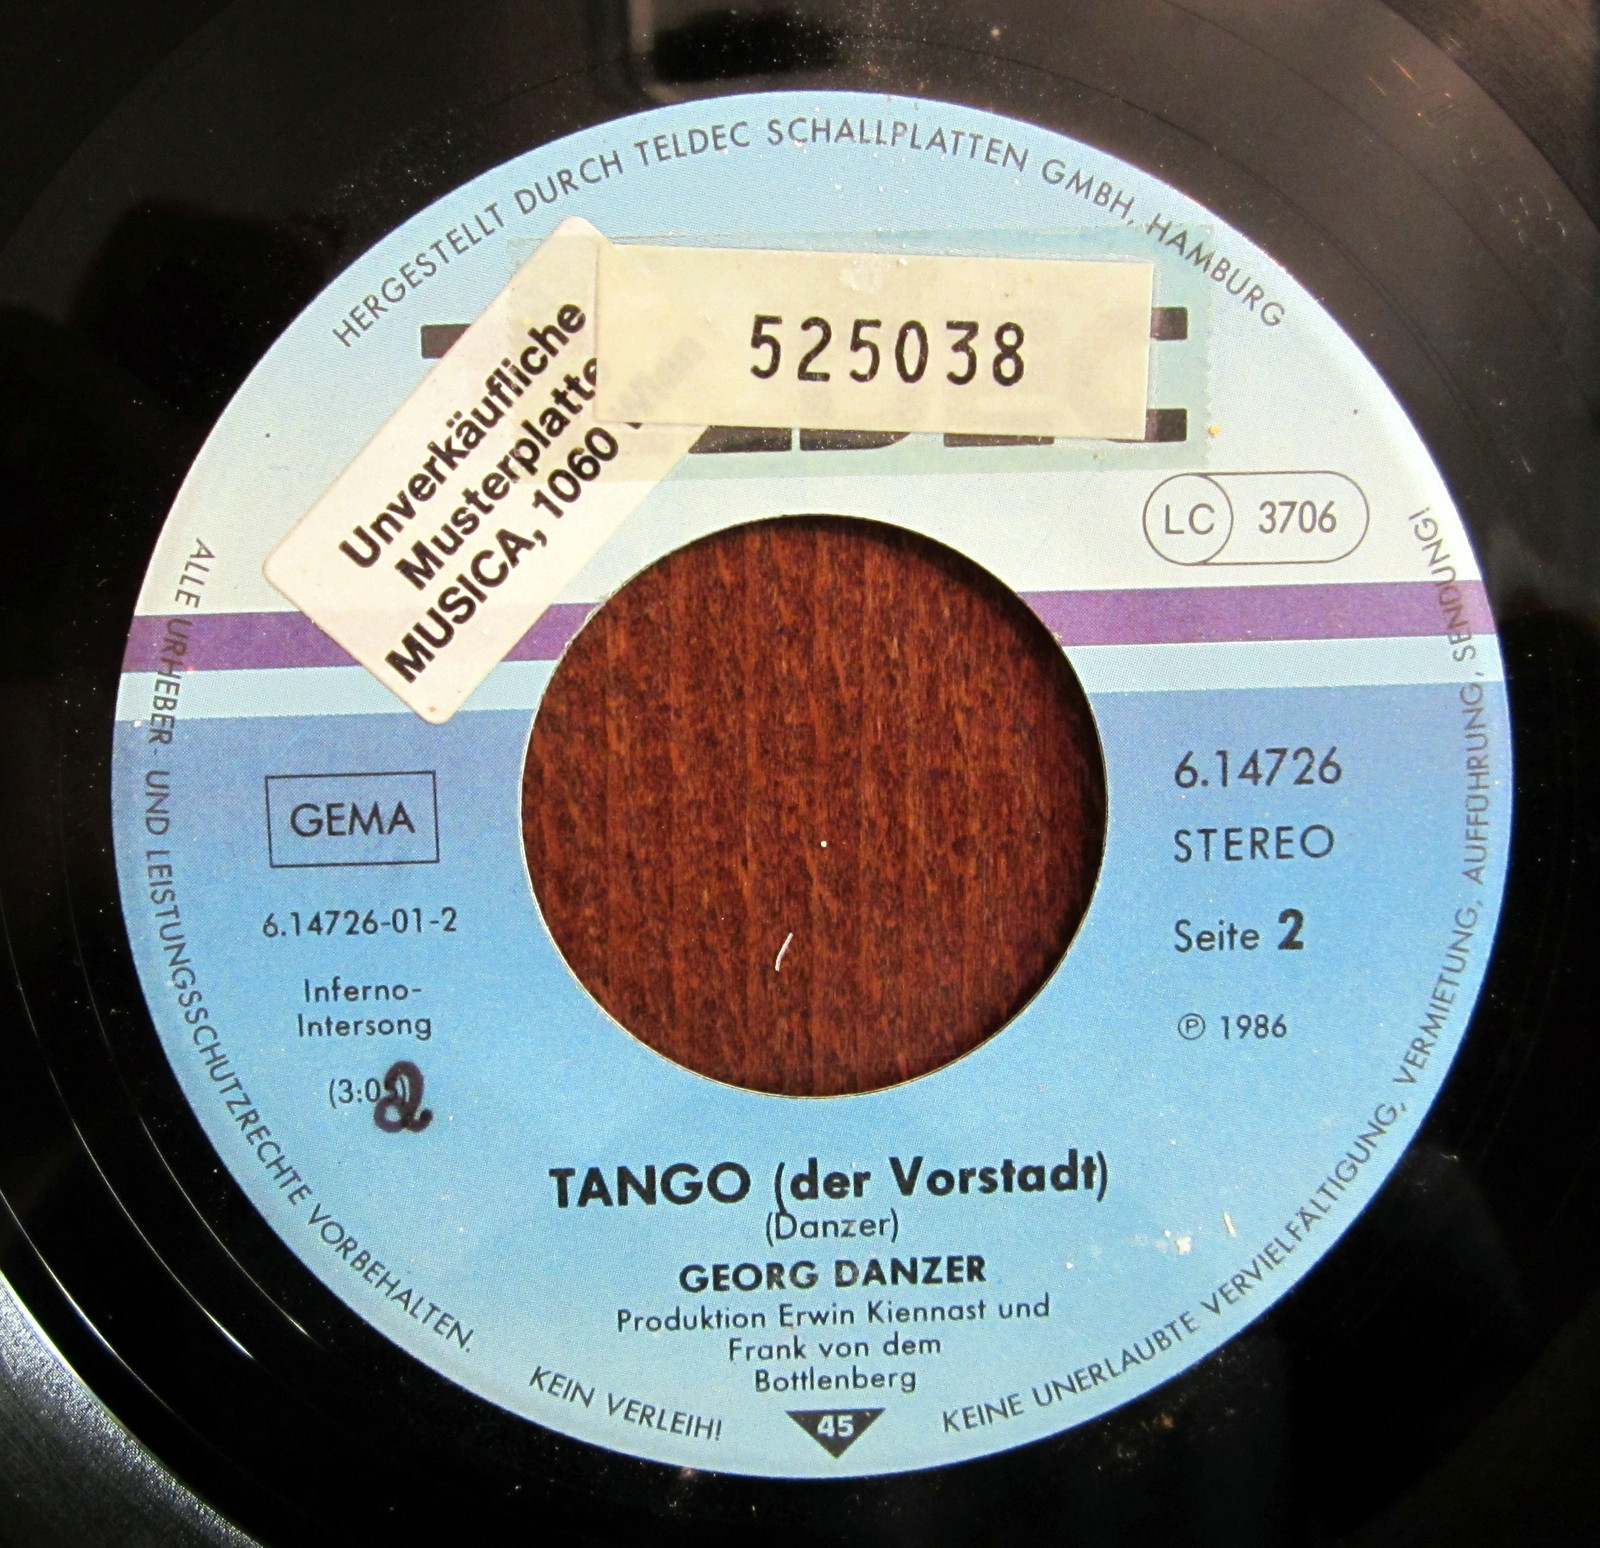 HERGESTELLT DURCH TELDEC SCHALLPLATTEN GMBH, HAMBURG
Unverkäufliche
Musterplatte
MUSICA, 1060 Wien
525038
LC 3706
GEMA
6.14726-01-2
Inferno-
Intersong
6.14726
STEREO
Seite 2
℗ 1986
2
TANGO (der Vorstadt)
(Danzer)
GEORG DANZER
Produktion Erwin Kiennast und
Frank von dem
Bottlenberg
45
ALLE URHEBER- UND LEISTUNGSSCHUTZRECHTE VORBEHALTEN.
KEIN VERLEIH!
KEINE UNERLAUBTE VERVIELFÄLTIGUNG, VERMIETUNG, AUFFÜHRUNG, SENDUNG!